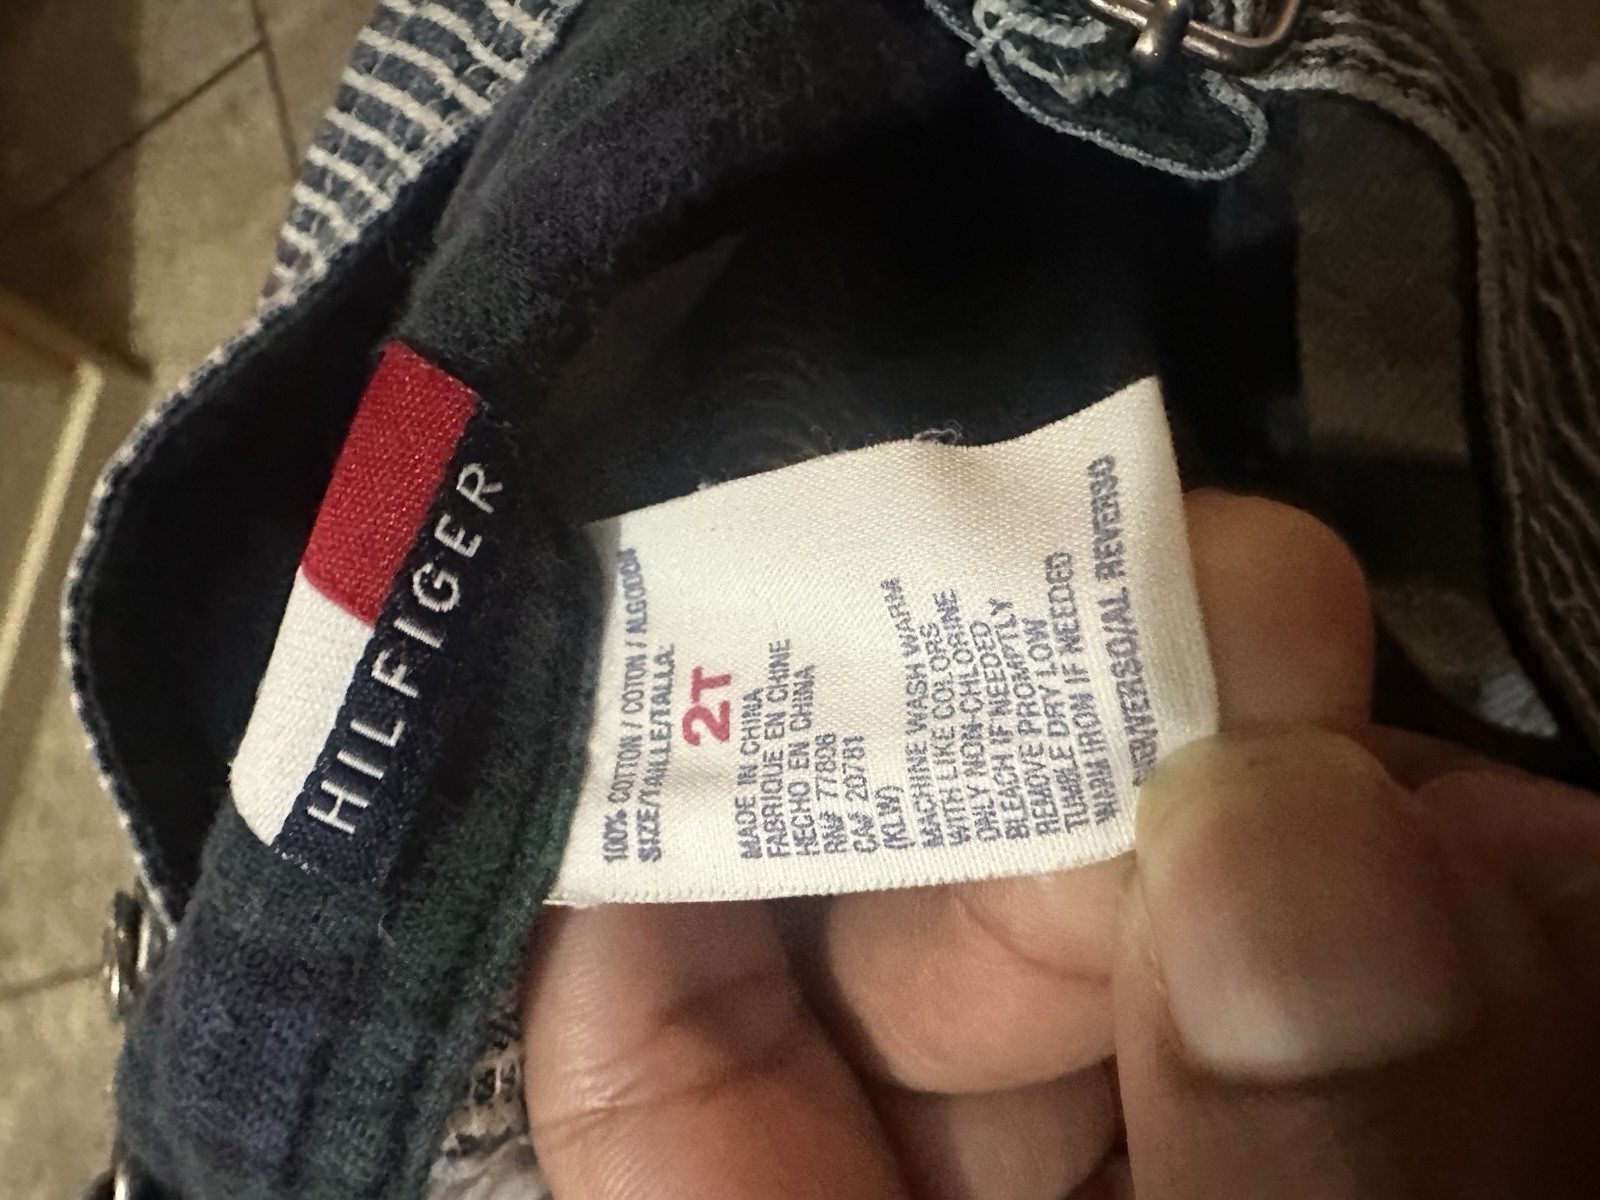 HILFIGER
100% COTTON / COTON / ALGODON
SIZE/TAILLE/TALLA:
2T
MADE IN CHINA
FABRIQUE EN CHINE
HECHO EN CHINA
RN# 77806
CA# 20781
(KLW)
MACHINE WASH WARM
WITH LIKE COLORS
ONLY NON-CHLORINE
BLEACH IF NEEDED
REMOVE PROMPTLY
TUMBLE DRY LOW
WARM IRON IF NEEDED
OVER/VERSO/AL REVERSO